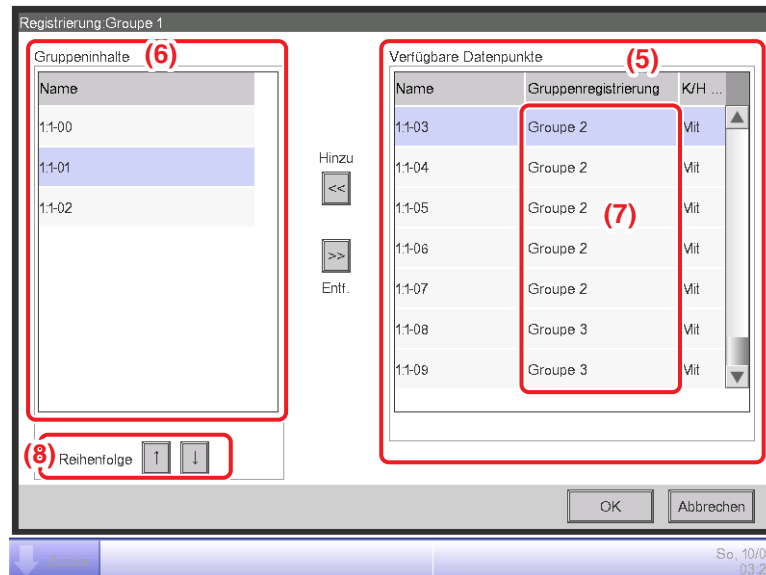 Registrierung:Groupe 1
Gruppeninhalte (6)
Name
1:1-00
1:1-01
1:1-02
Hinzu
<<
>>
Entf.
(8) Reihenfolge ↑ ↓
Verfügbare Datenpunkte (5)
Name Gruppenregistrierung K/H ...
1:1-03 Groupe 2 Mit
1:1-04 Groupe 2 Mit
1:1-05 Groupe 2 (7) Mit
1:1-06 Groupe 2 Mit
1:1-07 Groupe 2 Mit
1:1-08 Groupe 3 Mit
1:1-09 Groupe 3 Mit
OK Abbrechen
Zurück So, 10/0
03:2